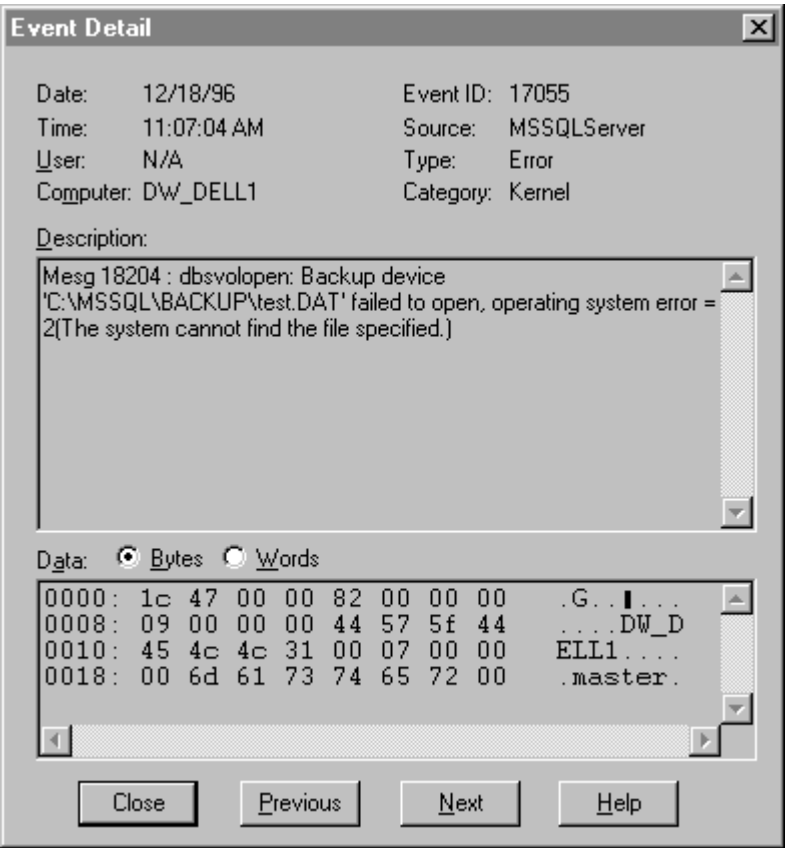 Event Detail
Date: 12/18/96 Event ID: 17055
Time: 11:07:04 AM Source: MSSQLServer
User: N/A Type: Error
Computer: DW_DELL1 Category: Kernel
Description:
Mesg 18204 : dbsvolopen: Backup device
'C:\MSSQL\BACKUP\test.DAT' failed to open, operating system error =
2(The system cannot find the file specified.)
Data: Bytes Words
0000: 1c 47 00 00 82 00 00 00 .G..▮...
0008: 09 00 00 00 44 57 5f 44 ....DW_D
0010: 45 4c 4c 31 00 07 00 00 ELL1....
0018: 00 6d 61 73 74 65 72 00 .master.
Close Previous Next Help